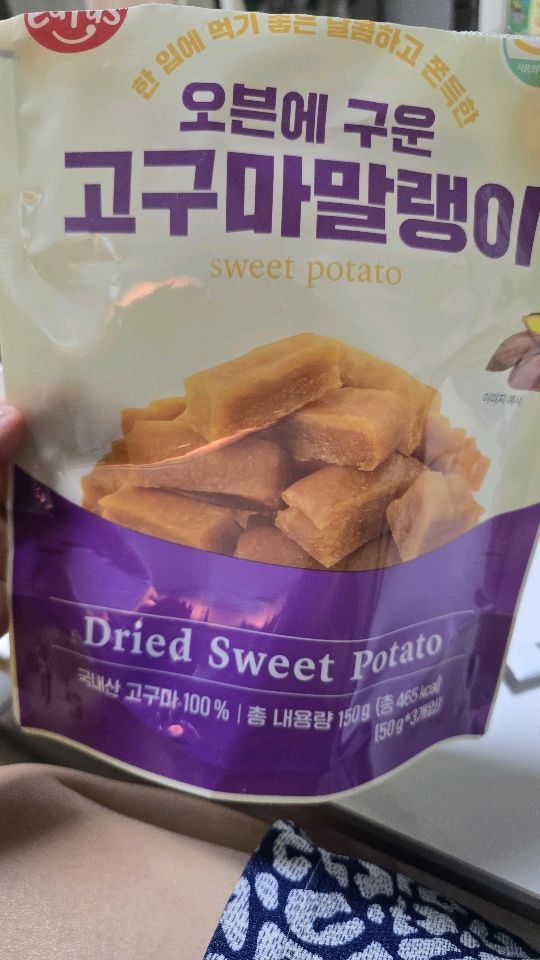 한 입에 먹기 좋은 달콤하고 쫀득한
오븐에 구운
고구마말랭이
sweet potato
이미지 예시
Dried Sweet Potato
국내산 고구마 100% | 총 내용량 150g (총 465 kcal)
(50g*3개입)